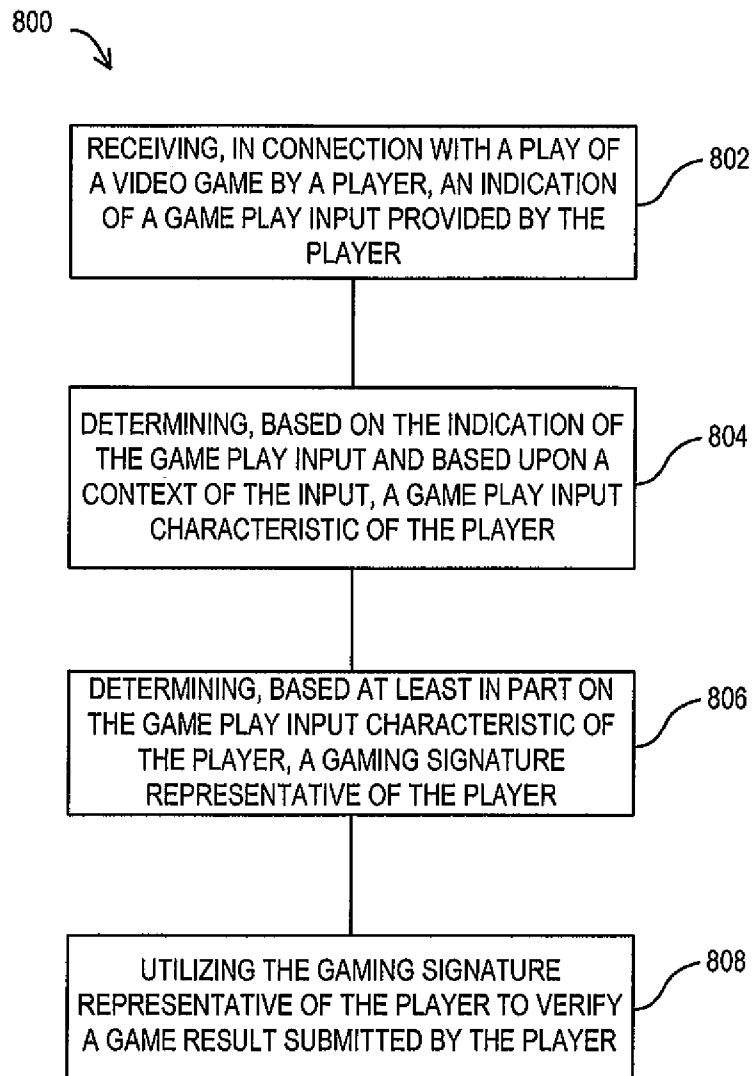 800
RECEIVING, IN CONNECTION WITH A PLAY OF
A VIDEO GAME BY A PLAYER, AN INDICATION
OF A GAME PLAY INPUT PROVIDED BY THE
PLAYER
802
DETERMINING, BASED ON THE INDICATION OF
THE GAME PLAY INPUT AND BASED UPON A
CONTEXT OF THE INPUT, A GAME PLAY INPUT
CHARACTERISTIC OF THE PLAYER
804
DETERMINING, BASED AT LEAST IN PART ON
THE GAME PLAY INPUT CHARACTERISTIC OF
THE PLAYER, A GAMING SIGNATURE
REPRESENTATIVE OF THE PLAYER
806
UTILIZING THE GAMING SIGNATURE
REPRESENTATIVE OF THE PLAYER TO VERIFY
A GAME RESULT SUBMITTED BY THE PLAYER
808